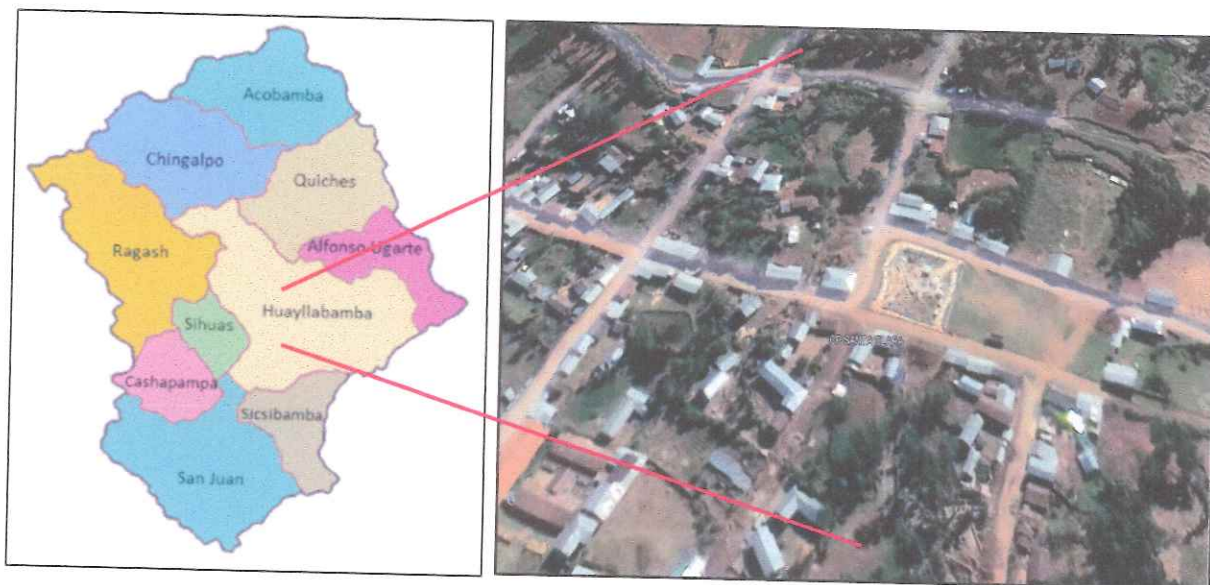 Acobamba
Chingalpo
Quiches
Ragash
Alfonso Ugarte
Huayllabamba
Sihuas
Cashapampa
Sicsibamba
San Juan